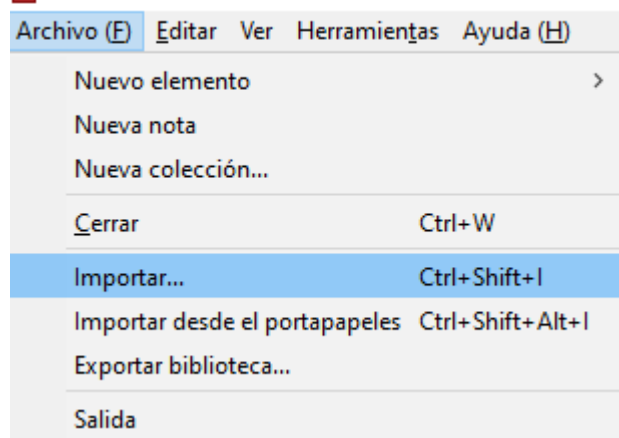 Archivo (F) Editar Ver Herramientas Ayuda (H)
Nuevo elemento >
Nueva nota
Nueva colección...
Cerrar Ctrl+W
Importar... Ctrl+Shift+I
Importar desde el portapapeles Ctrl+Shift+Alt+I
Exportar biblioteca...
Salida